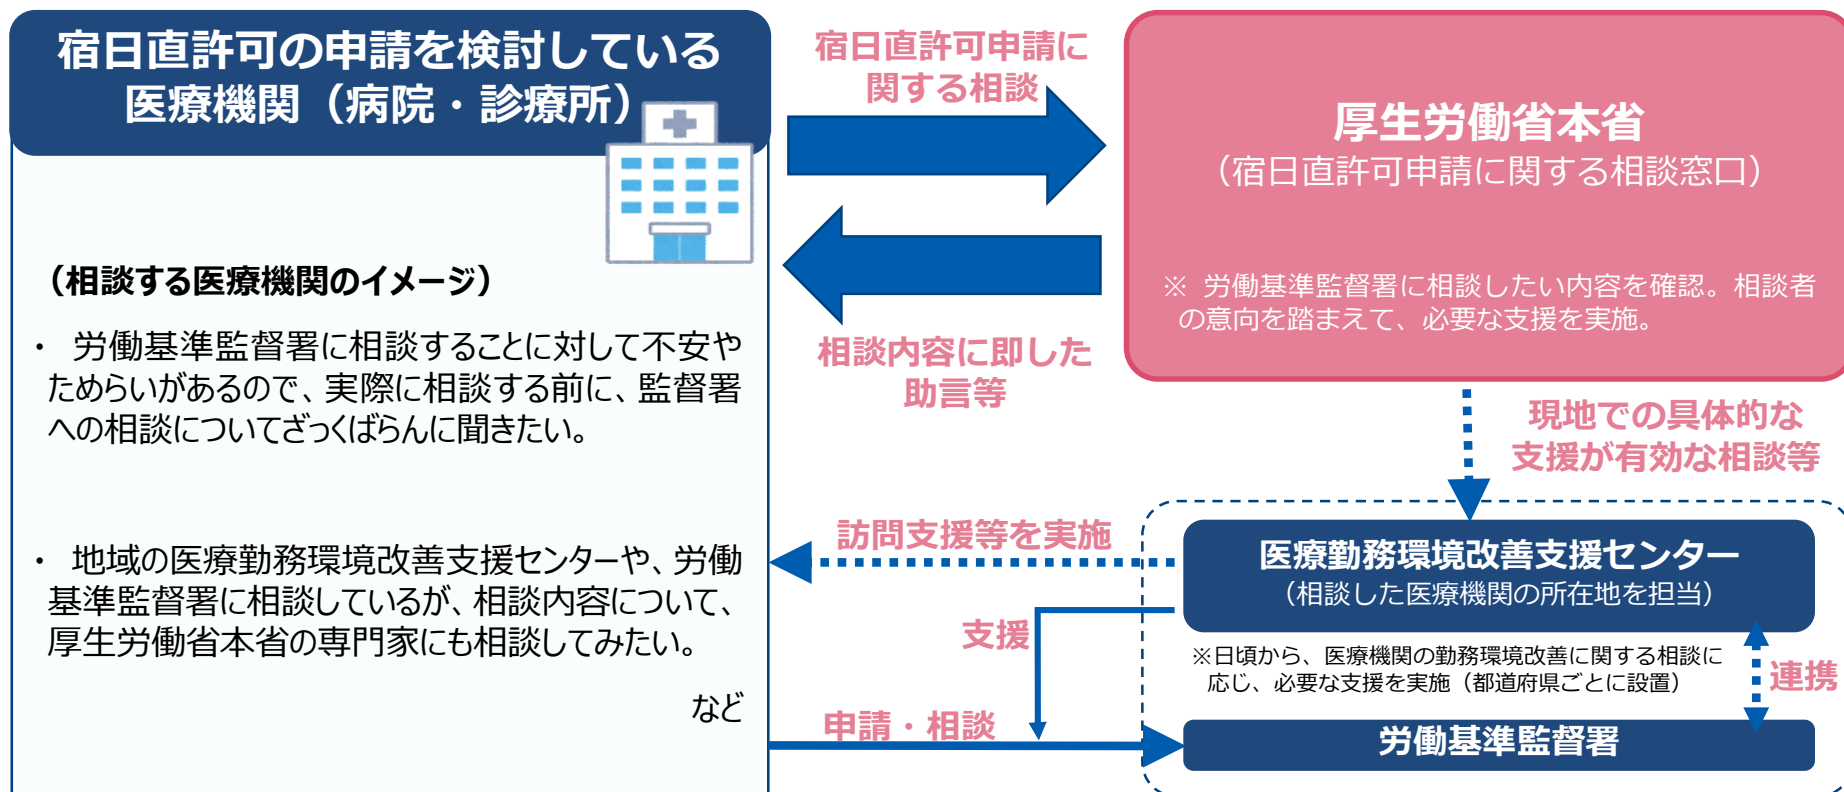 宿日直許可の申請を検討している
医療機関（病院・診療所）
（相談する医療機関のイメージ）
・ 労働基準監督署に相談することに対して不安や
ためらいがあるので、実際に相談する前に、監督署
への相談についてざっくばらんに聞きたい。
・ 地域の医療勤務環境改善支援センターや、労働
基準監督署に相談しているが、相談内容について、
厚生労働省本省の専門家にも相談してみたい。
など
宿日直許可申請に
関する相談
相談内容に即した
助言等
厚生労働省本省
（宿日直許可申請に関する相談窓口）
※ 労働基準監督署に相談したい内容を確認。相談者
の意向を踏まえて、必要な支援を実施。
現地での具体的な
支援が有効な相談等
訪問支援等を実施
医療勤務環境改善支援センター
（相談した医療機関の所在地を担当）
支援
※日頃から、医療機関の勤務環境改善に関する相談に
応じ、必要な支援を実施（都道府県ごとに設置）
連携
申請・相談
労働基準監督署